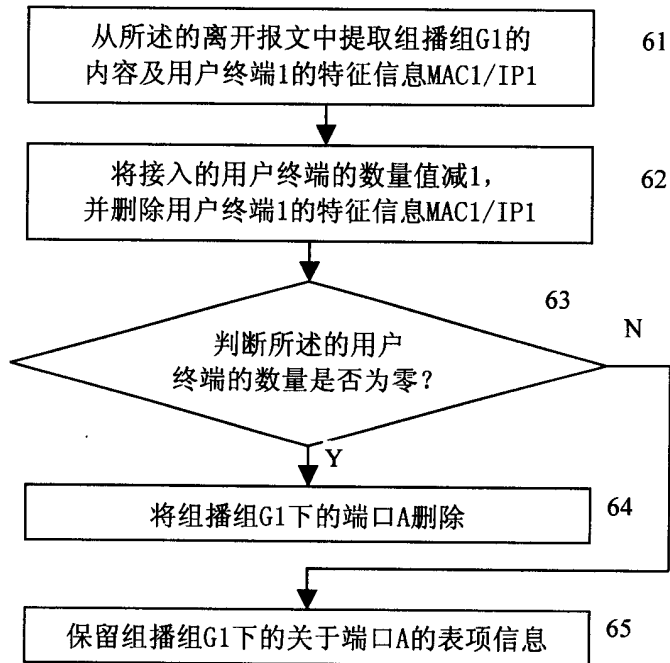 从所述的离开报文中提取组播组G1的
内容及用户终端1的特征信息MAC1/IP1
61
将接入的用户终端的数量值减1，
并删除用户终端1的特征信息MAC1/IP1
62
63
判断所述的用户
终端的数量是否为零？
N
Y
将组播组G1下的端口A删除
64
保留组播组G1下的关于端口A的表项信息
65